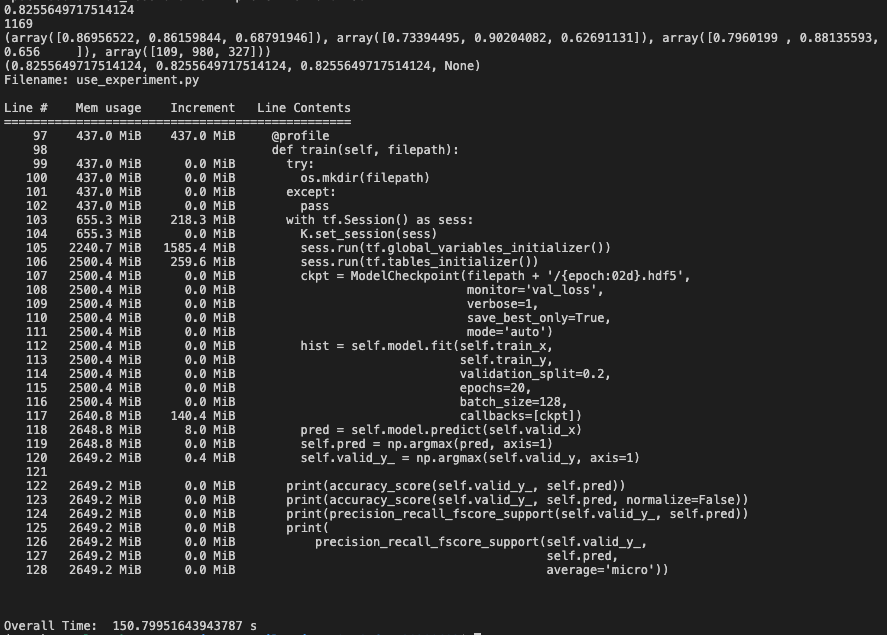 0.8255649717514124
1169
(array([0.86956522, 0.86159844, 0.68791946]), array([0.73394495, 0.90204082, 0.62691131]), array([0.7960199 , 0.88135593,
0.656     ]), array([109, 980, 327]))
(0.8255649717514124, 0.8255649717514124, 0.8255649717514124, None)
Filename: use_experiment.py
Line #    Mem usage    Increment   Line Contents
================================================
    97    437.0 MiB    437.0 MiB     @profile
    98                               def train(self, filepath):
    99    437.0 MiB      0.0 MiB       try:
   100    437.0 MiB      0.0 MiB         os.mkdir(filepath)
   101    437.0 MiB      0.0 MiB       except:
   102    437.0 MiB      0.0 MiB         pass
   103    655.3 MiB    218.3 MiB       with tf.Session() as sess:
   104    655.3 MiB      0.0 MiB         K.set_session(sess)
   105   2240.7 MiB   1585.4 MiB         sess.run(tf.global_variables_initializer())
   106   2500.4 MiB    259.6 MiB         sess.run(tf.tables_initializer())
   107   2500.4 MiB      0.0 MiB         ckpt = ModelCheckpoint(filepath + '/{epoch:02d}.hdf5',
   108   2500.4 MiB      0.0 MiB                                monitor='val_loss',
   109   2500.4 MiB      0.0 MiB                                verbose=1,
   110   2500.4 MiB      0.0 MiB                                save_best_only=True,
   111   2500.4 MiB      0.0 MiB                                mode='auto')
   112   2500.4 MiB      0.0 MiB         hist = self.model.fit(self.train_x,
   113   2500.4 MiB      0.0 MiB                               self.train_y,
   114   2500.4 MiB      0.0 MiB                               validation_split=0.2,
   115   2500.4 MiB      0.0 MiB                               epochs=20,
   116   2500.4 MiB      0.0 MiB                               batch_size=128,
   117   2640.8 MiB    140.4 MiB                               callbacks=[ckpt])
   118   2648.8 MiB      8.0 MiB         pred = self.model.predict(self.valid_x)
   119   2648.8 MiB      0.0 MiB         self.pred = np.argmax(pred, axis=1)
   120   2649.2 MiB      0.4 MiB         self.valid_y_ = np.argmax(self.valid_y, axis=1)
   121
   122   2649.2 MiB      0.0 MiB       print(accuracy_score(self.valid_y_, self.pred))
   123   2649.2 MiB      0.0 MiB       print(accuracy_score(self.valid_y_, self.pred, normalize=False))
   124   2649.2 MiB      0.0 MiB       print(precision_recall_fscore_support(self.valid_y_, self.pred))
   125   2649.2 MiB      0.0 MiB       print(
   126   2649.2 MiB      0.0 MiB           precision_recall_fscore_support(self.valid_y_,
   127   2649.2 MiB      0.0 MiB                                           self.pred,
   128   2649.2 MiB      0.0 MiB                                           average='micro'))
Overall Time:  150.79951643943787 s